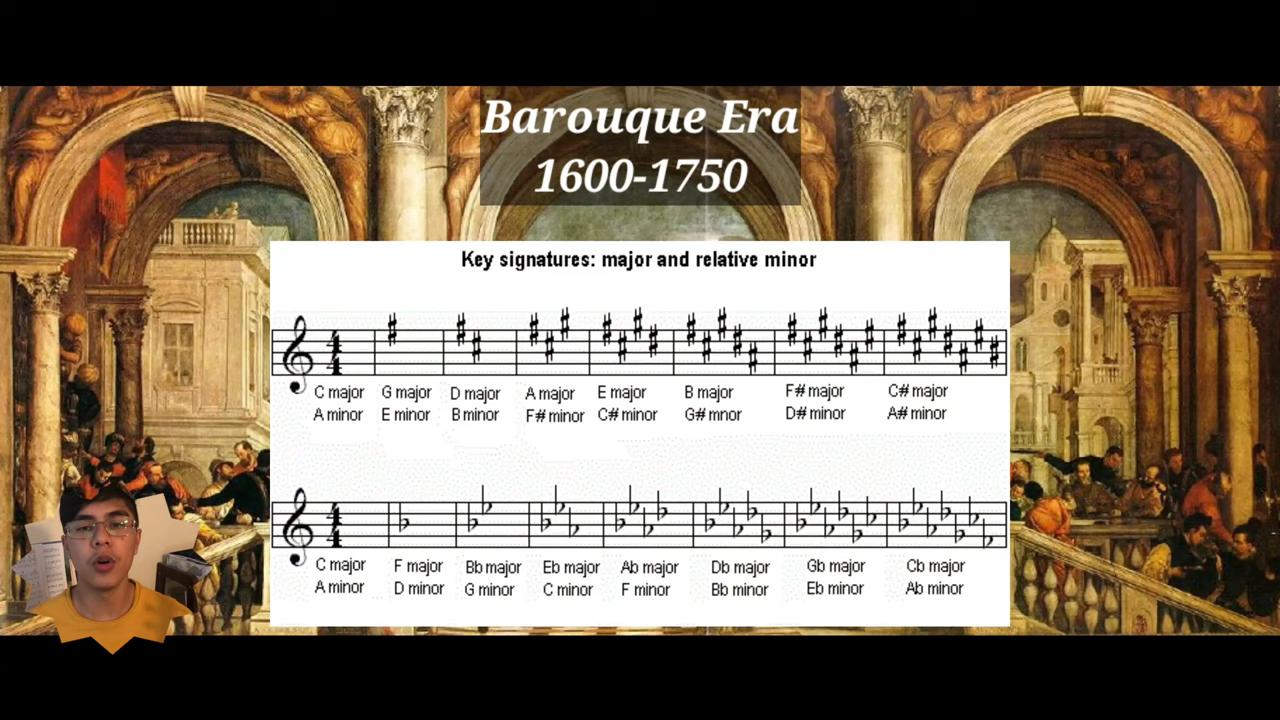 Barouque Era
1600-1750
Key signatures: major and relative minor
C major G major D major A major E major B major F# major C# major
A minor E minor B minor F# minor C# minor G# mnor D# minor A# minor
C major F major Bb major Eb major Ab major Db major Gb major Cb major
A minor D minor G minor C minor F minor Bb minor Eb minor Ab minor